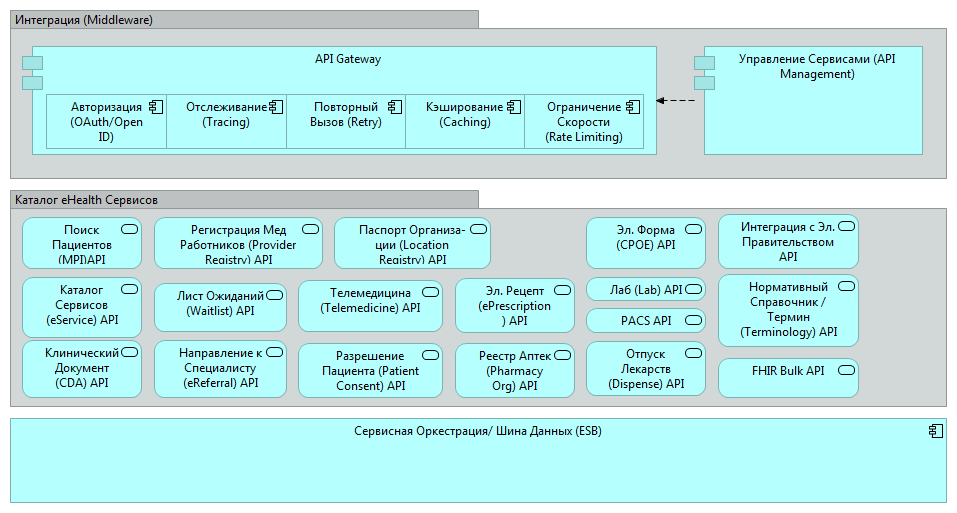 Интеграция (Middleware)
API Gateway
Авторизация
(OAuth/Open
ID)
Отслеживание
(Tracing)
Повторный
Вызов (Retry)
Кэширование
(Caching)
Ограничение
Скорости
(Rate Limiting)
Управление Сервисами (API
Management)
Каталог eHealth Сервисов
Поиск
Пациентов
(MPI)API
Регистрация Мед
Работников (Provider
Registry) API
Паспорт Организа-
ции (Location
Registry) API
Эл. Форма
(CPOE) API
Интеграция с Эл.
Правительством
API
Каталог
Сервисов
(eService) API
Лист Ожиданий
(Waitlist) API
Телемедицина
(Telemedicine) API
Эл. Рецепт
(ePrescription
) API
Лаб (Lab) API
PACS API
Нормативный
Справочник /
Термин
(Terminology) API
Клинический
Документ
(CDA) API
Направление к
Специалисту
(eReferral) API
Разрешение
Пациента (Patient
Consent) API
Реестр Аптек
(Pharmacy
Org) API
Отпуск
Лекарств
(Dispense) API
FHIR Bulk API
Сервисная Оркестрация/ Шина Данных (ESB)